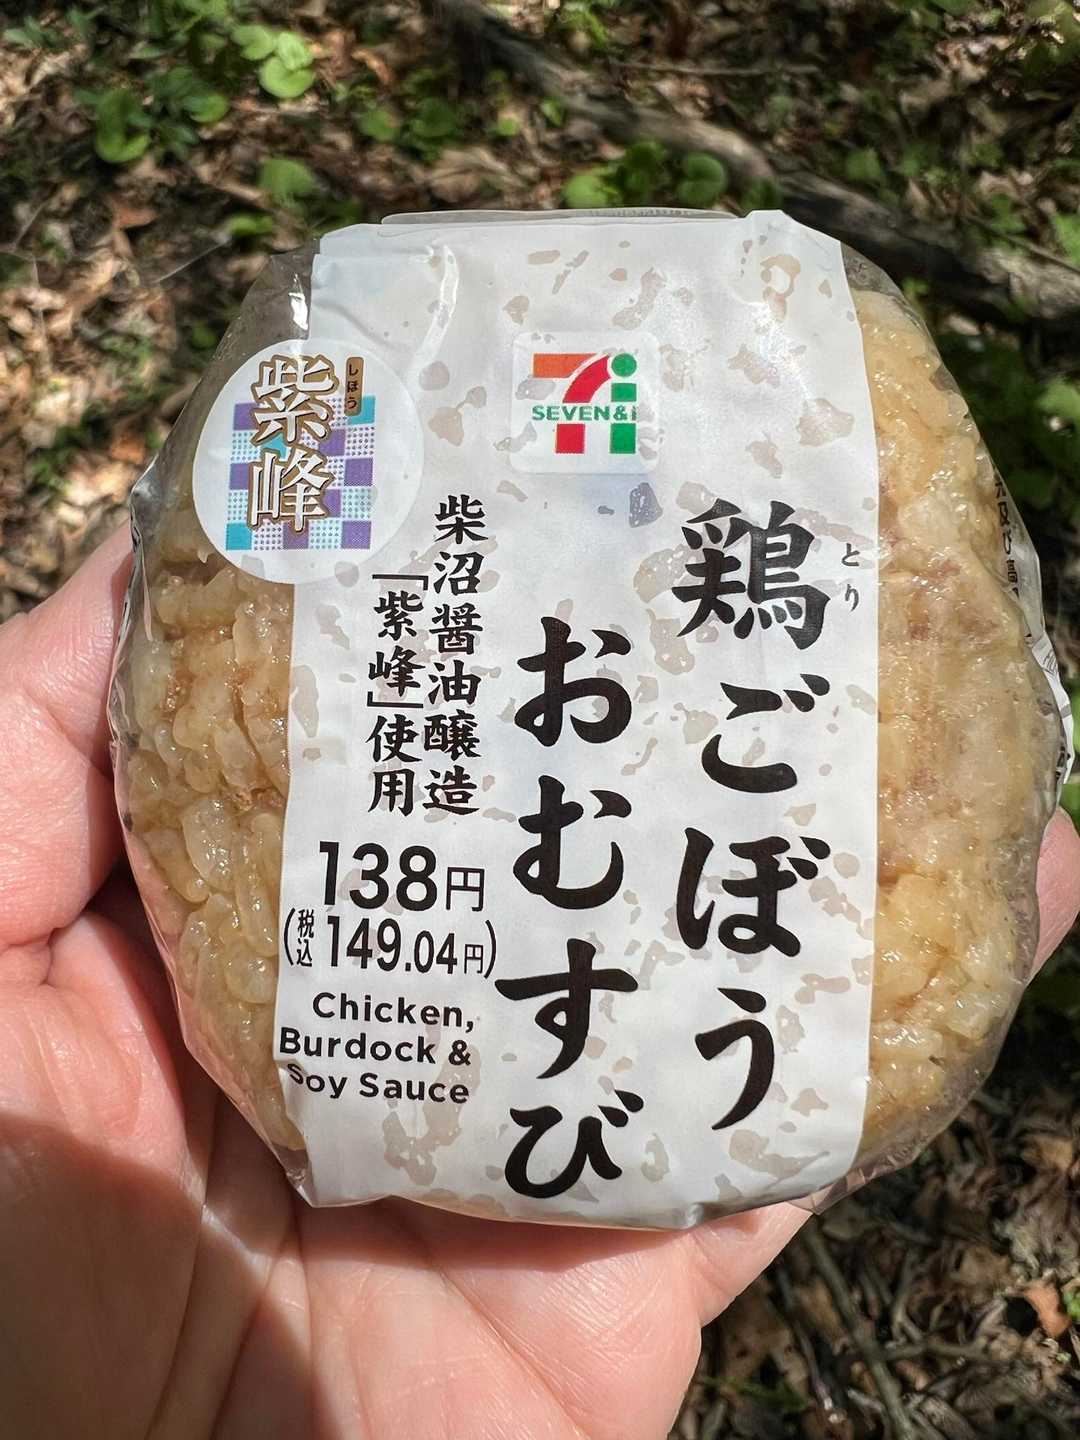 しほう
紫峰
SEVEN&i
鶏ごぼう
とり
おむすび
柴沼醤油醸造
「紫峰」使用
138円
(税込149.04円)
Chicken,
Burdock &
Soy Sauce